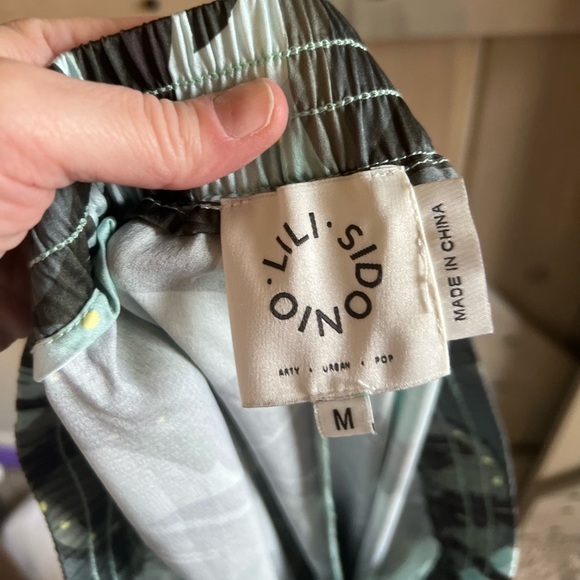 LILI · SIDONIO ·
ARTY · URBAN · POP
M
MADE IN CHINA